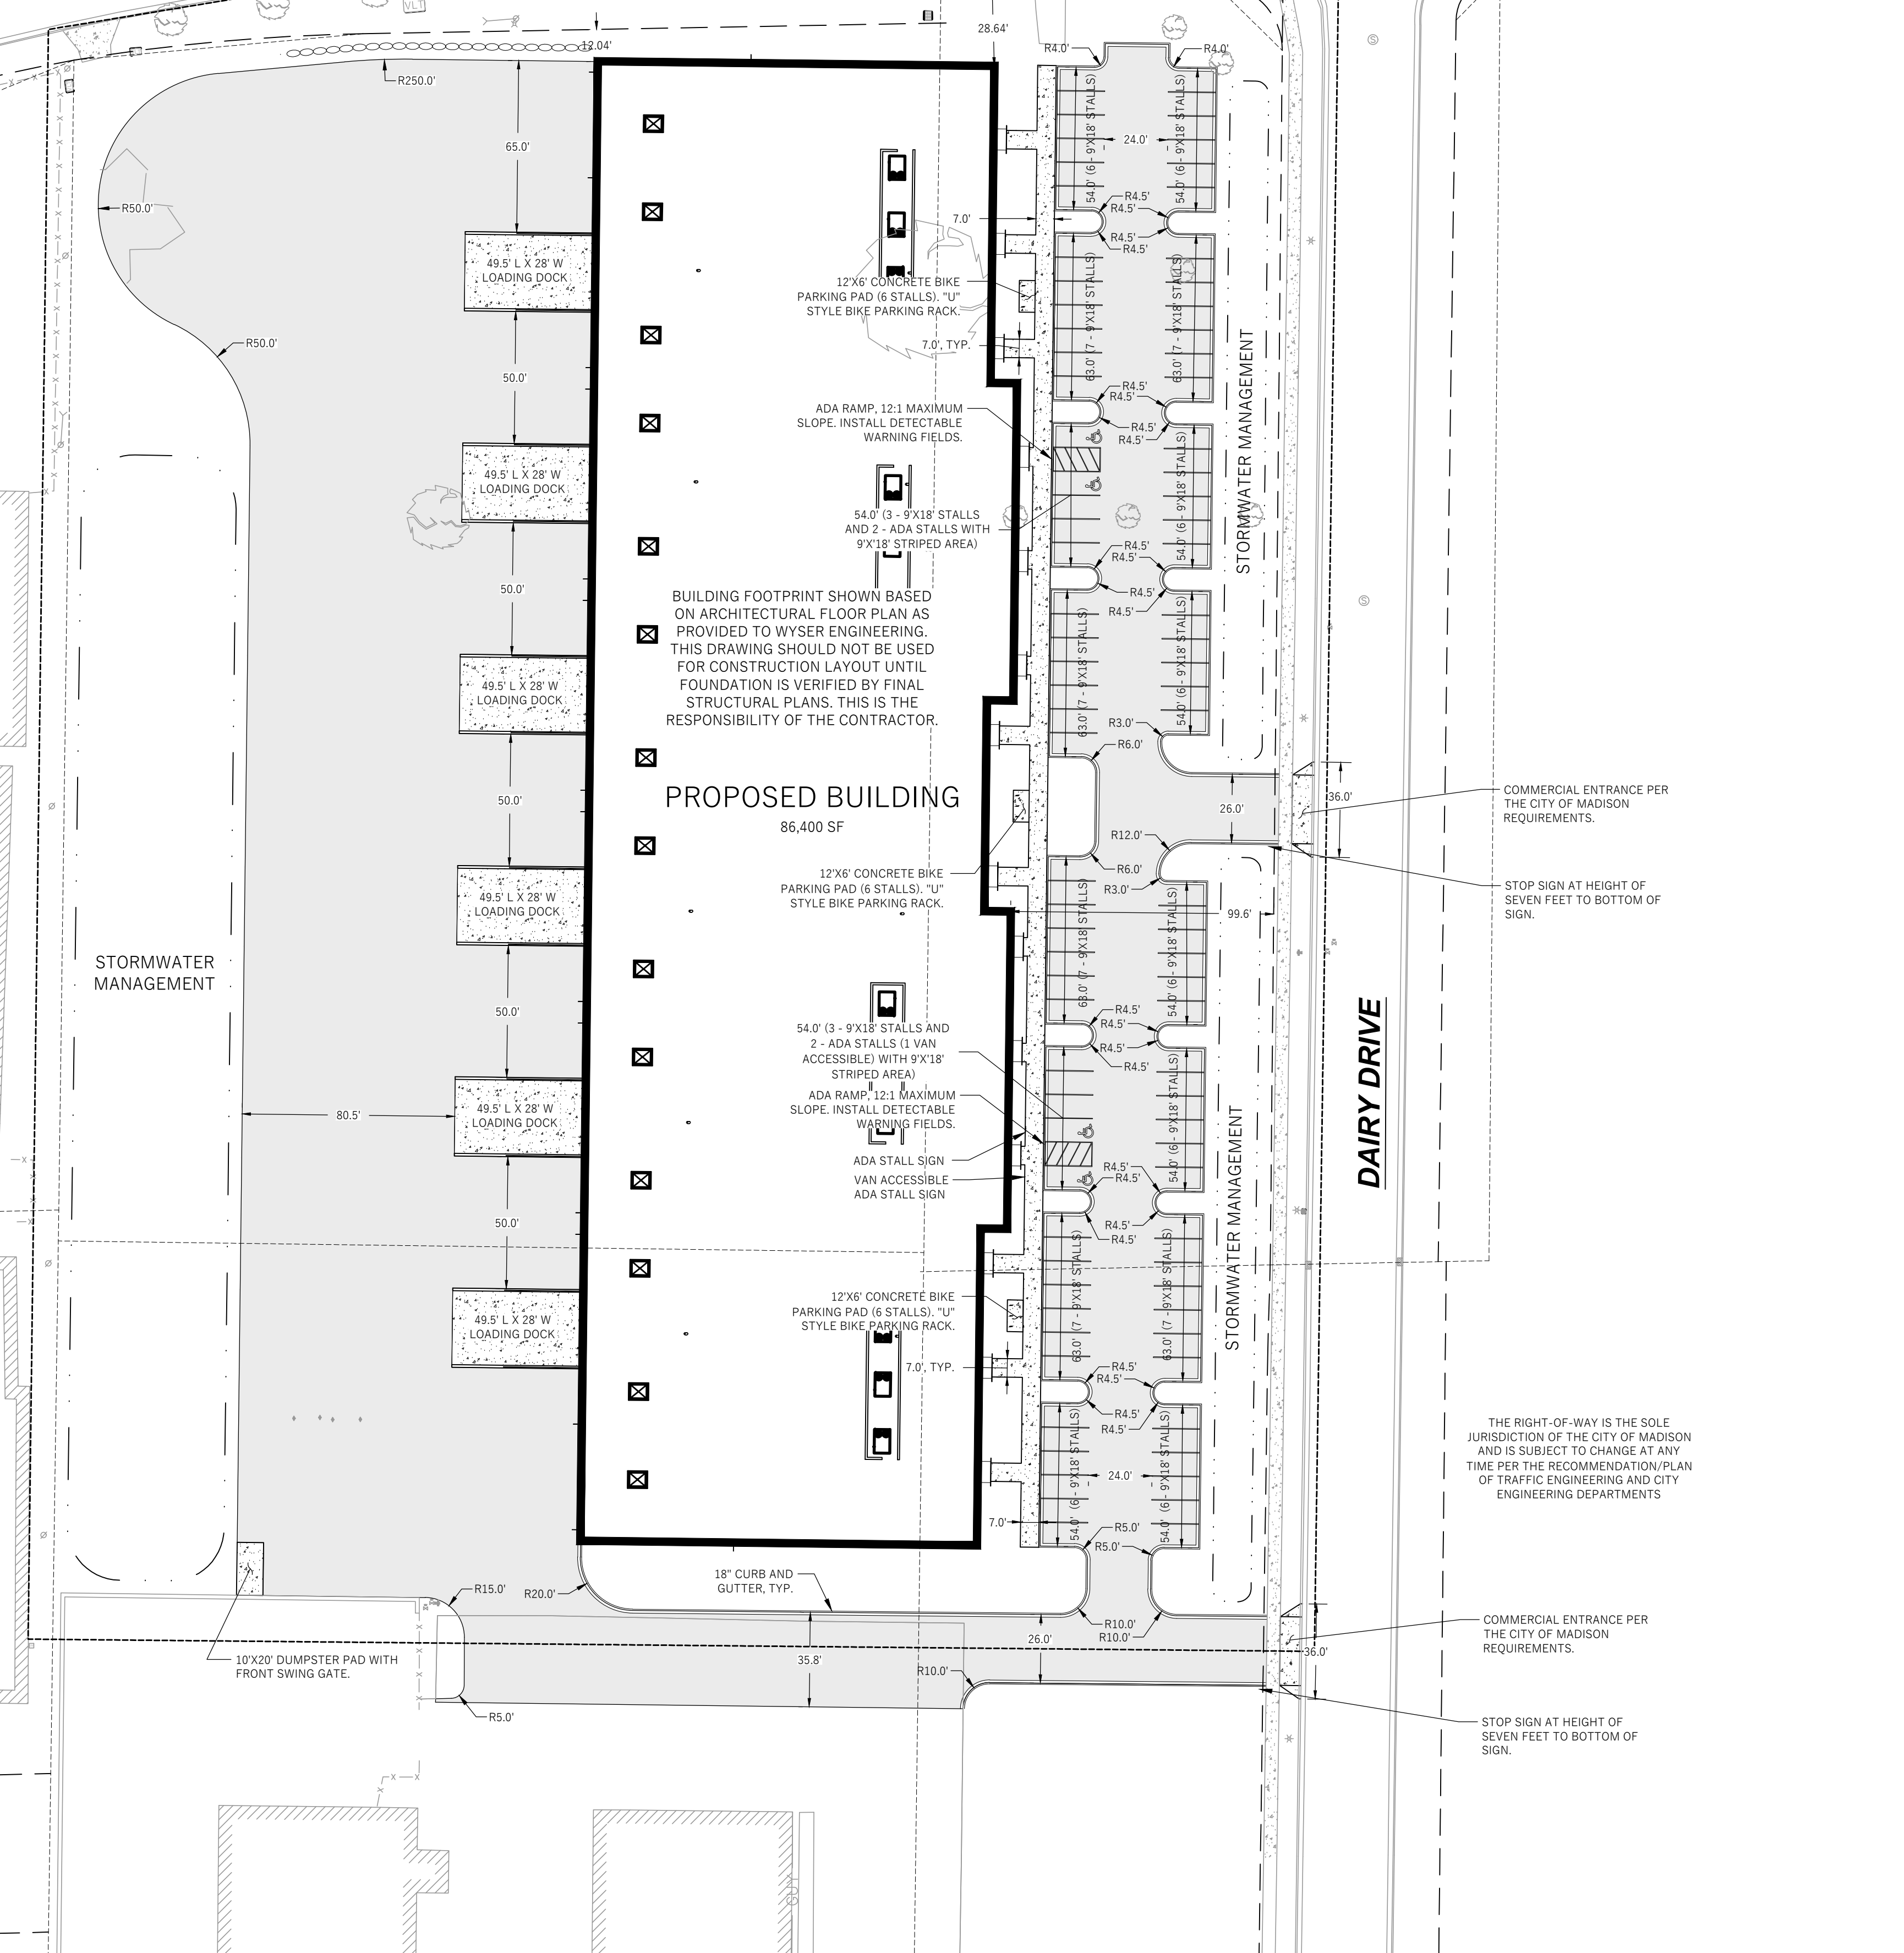 VLT
12.04'
28.64'
R4.0'
R4.0'
R250.0'
65.0'
54.0' (6 - 9'X18' STALLS)
24.0'
54.0' (6 - 9'X18' STALLS)
R50.0'
R4.5'
R4.5'
7.0'
R4.5'
R4.5'
49.5' L X 28' W
LOADING DOCK
12'X6' CONCRETE BIKE
PARKING PAD (6 STALLS). "U"
STYLE BIKE PARKING RACK.
63.0' (7 - 9'X18' STALLS)
63.0' (7 - 9'X18' STALLS)
R50.0'
7.0', TYP.
50.0'
R4.5'
R4.5'
ADA RAMP, 12:1 MAXIMUM
SLOPE. INSTALL DETECTABLE
WARNING FIELDS.
R4.5'
R4.5'
STORMWATER MANAGEMENT
49.5' L X 28' W
LOADING DOCK
54.0' (6 - 9'X18' STALLS)
54.0' (3 - 9'X18' STALLS
AND 2 - ADA STALLS WITH
9'X'18' STRIPED AREA)
R4.5'
R4.5'
50.0'
R4.5'
R4.5'
BUILDING FOOTPRINT SHOWN BASED
ON ARCHITECTURAL FLOOR PLAN AS
PROVIDED TO WYSER ENGINEERING.
THIS DRAWING SHOULD NOT BE USED
FOR CONSTRUCTION LAYOUT UNTIL
FOUNDATION IS VERIFIED BY FINAL
STRUCTURAL PLANS. THIS IS THE
RESPONSIBILITY OF THE CONTRACTOR.
63.0' (7 - 9'X18' STALLS)
54.0' (6 - 9'X18' STALLS)
49.5' L X 28' W
LOADING DOCK
R3.0'
R6.0'
PROPOSED BUILDING
86,400 SF
50.0'
26.0'
36.0'
COMMERCIAL ENTRANCE PER
THE CITY OF MADISON
REQUIREMENTS.
R12.0'
R6.0'
R3.0'
12'X6' CONCRETE BIKE
PARKING PAD (6 STALLS). "U"
STYLE BIKE PARKING RACK.
STOP SIGN AT HEIGHT OF
SEVEN FEET TO BOTTOM OF
SIGN.
49.5' L X 28' W
LOADING DOCK
99.6'
63.0' (7 - 9'X18' STALLS)
54.0' (6 - 9'X18' STALLS)
STORMWATER
MANAGEMENT
50.0'
R4.5'
R4.5'
R4.5'
R4.5'
54.0' (3 - 9'X18' STALLS AND
2 - ADA STALLS (1 VAN
ACCESSIBLE) WITH 9'X'18'
STRIPED AREA)
ADA RAMP, 12:1 MAXIMUM
SLOPE. INSTALL DETECTABLE
WARNING FIELDS.
DAIRY DRIVE
80.5'
49.5' L X 28' W
LOADING DOCK
54.0' (6 - 9'X18' STALLS)
ADA STALL SIGN
VAN ACCESSIBLE
ADA STALL SIGN
R4.5'
R4.5'
STORMWATER MANAGEMENT
50.0'
R4.5'
R4.5'
63.0' (7 - 9'X18' STALLS)
63.0' (7 - 9'X18' STALLS)
12'X6' CONCRETE BIKE
PARKING PAD (6 STALLS). "U"
STYLE BIKE PARKING RACK.
49.5' L X 28' W
LOADING DOCK
7.0', TYP.
R4.5'
R4.5'
R4.5'
R4.5'
THE RIGHT-OF-WAY IS THE SOLE
JURISDICTION OF THE CITY OF MADISON
AND IS SUBJECT TO CHANGE AT ANY
TIME PER THE RECOMMENDATION/PLAN
OF TRAFFIC ENGINEERING AND CITY
ENGINEERING DEPARTMENTS
54.0' (6 - 9'X18' STALLS)
24.0'
54.0' (6 - 9'X18' STALLS)
7.0'
R5.0'
R5.0'
18" CURB AND
GUTTER, TYP.
R15.0'
R20.0'
R10.0'
R10.0'
26.0'
36.0'
COMMERCIAL ENTRANCE PER
THE CITY OF MADISON
REQUIREMENTS.
10'X20' DUMPSTER PAD WITH
FRONT SWING GATE.
35.8'
R10.0'
R5.0'
STOP SIGN AT HEIGHT OF
SEVEN FEET TO BOTTOM OF
SIGN.